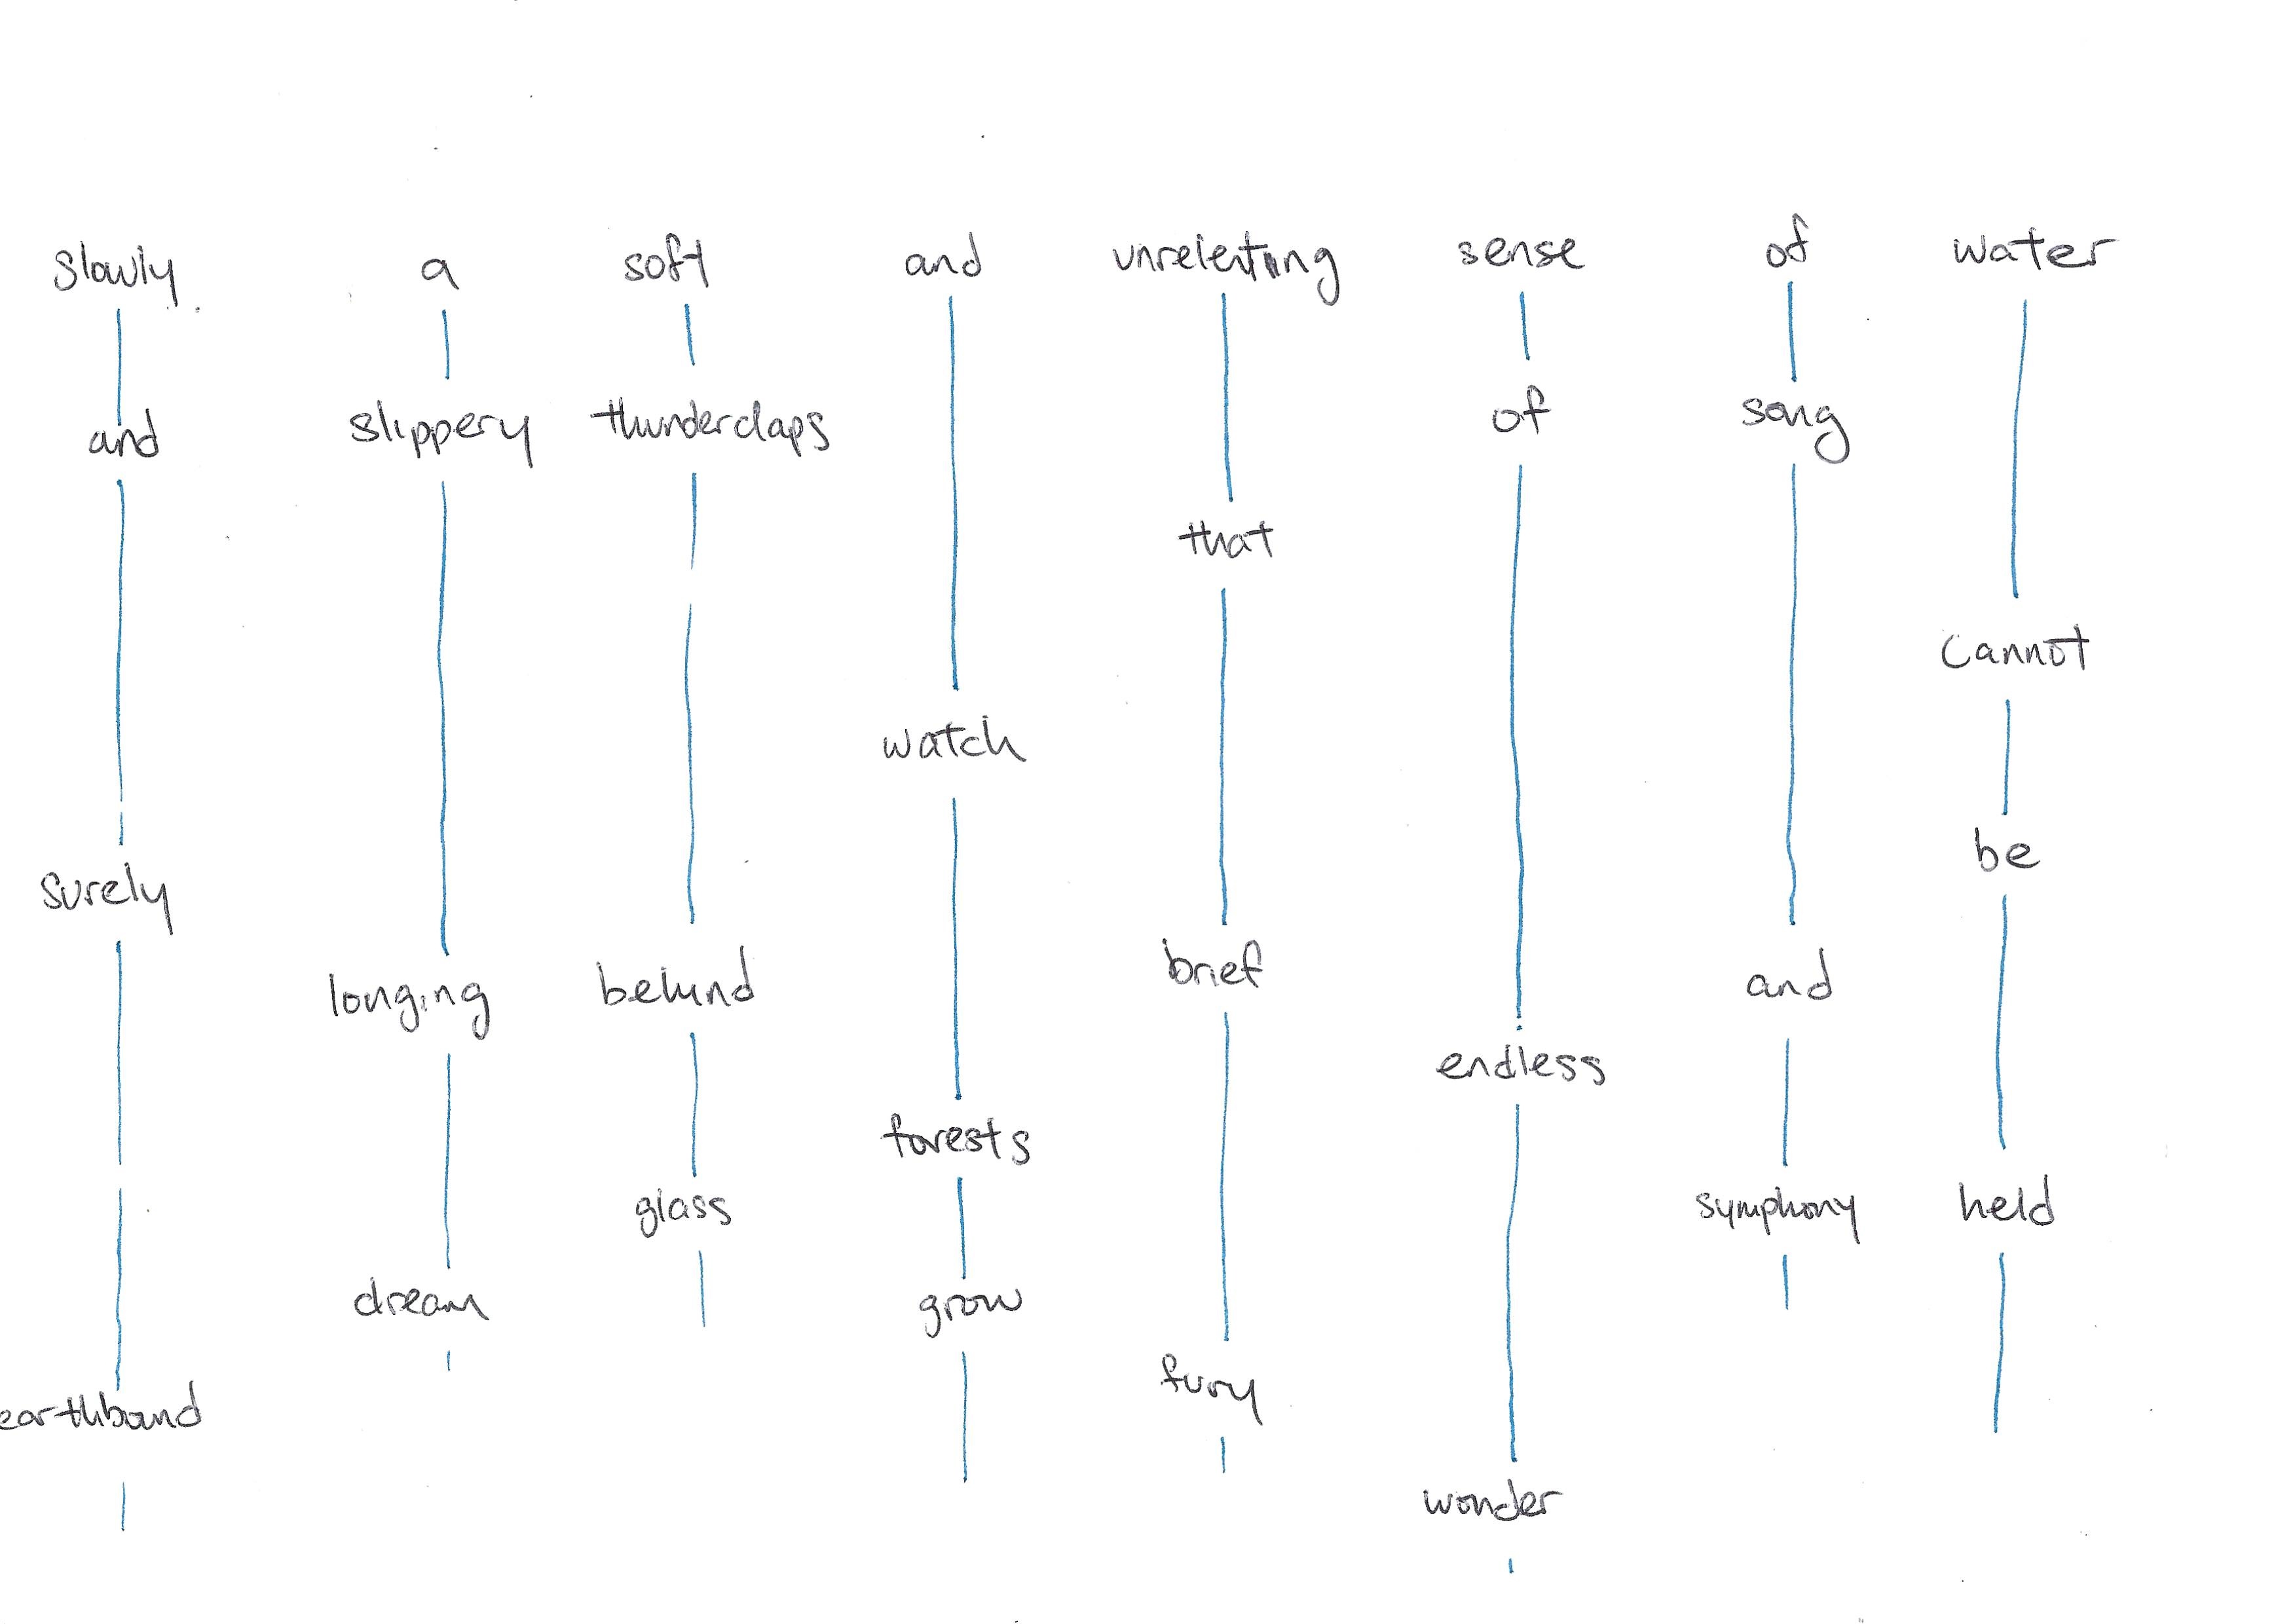 slowly a soft and unrelenting sense of water
and slippery thunderclaps that of song
watch cannot
surely longing behind brief endless and be
forests
earthbound dream glass grow fury wonder symphony held